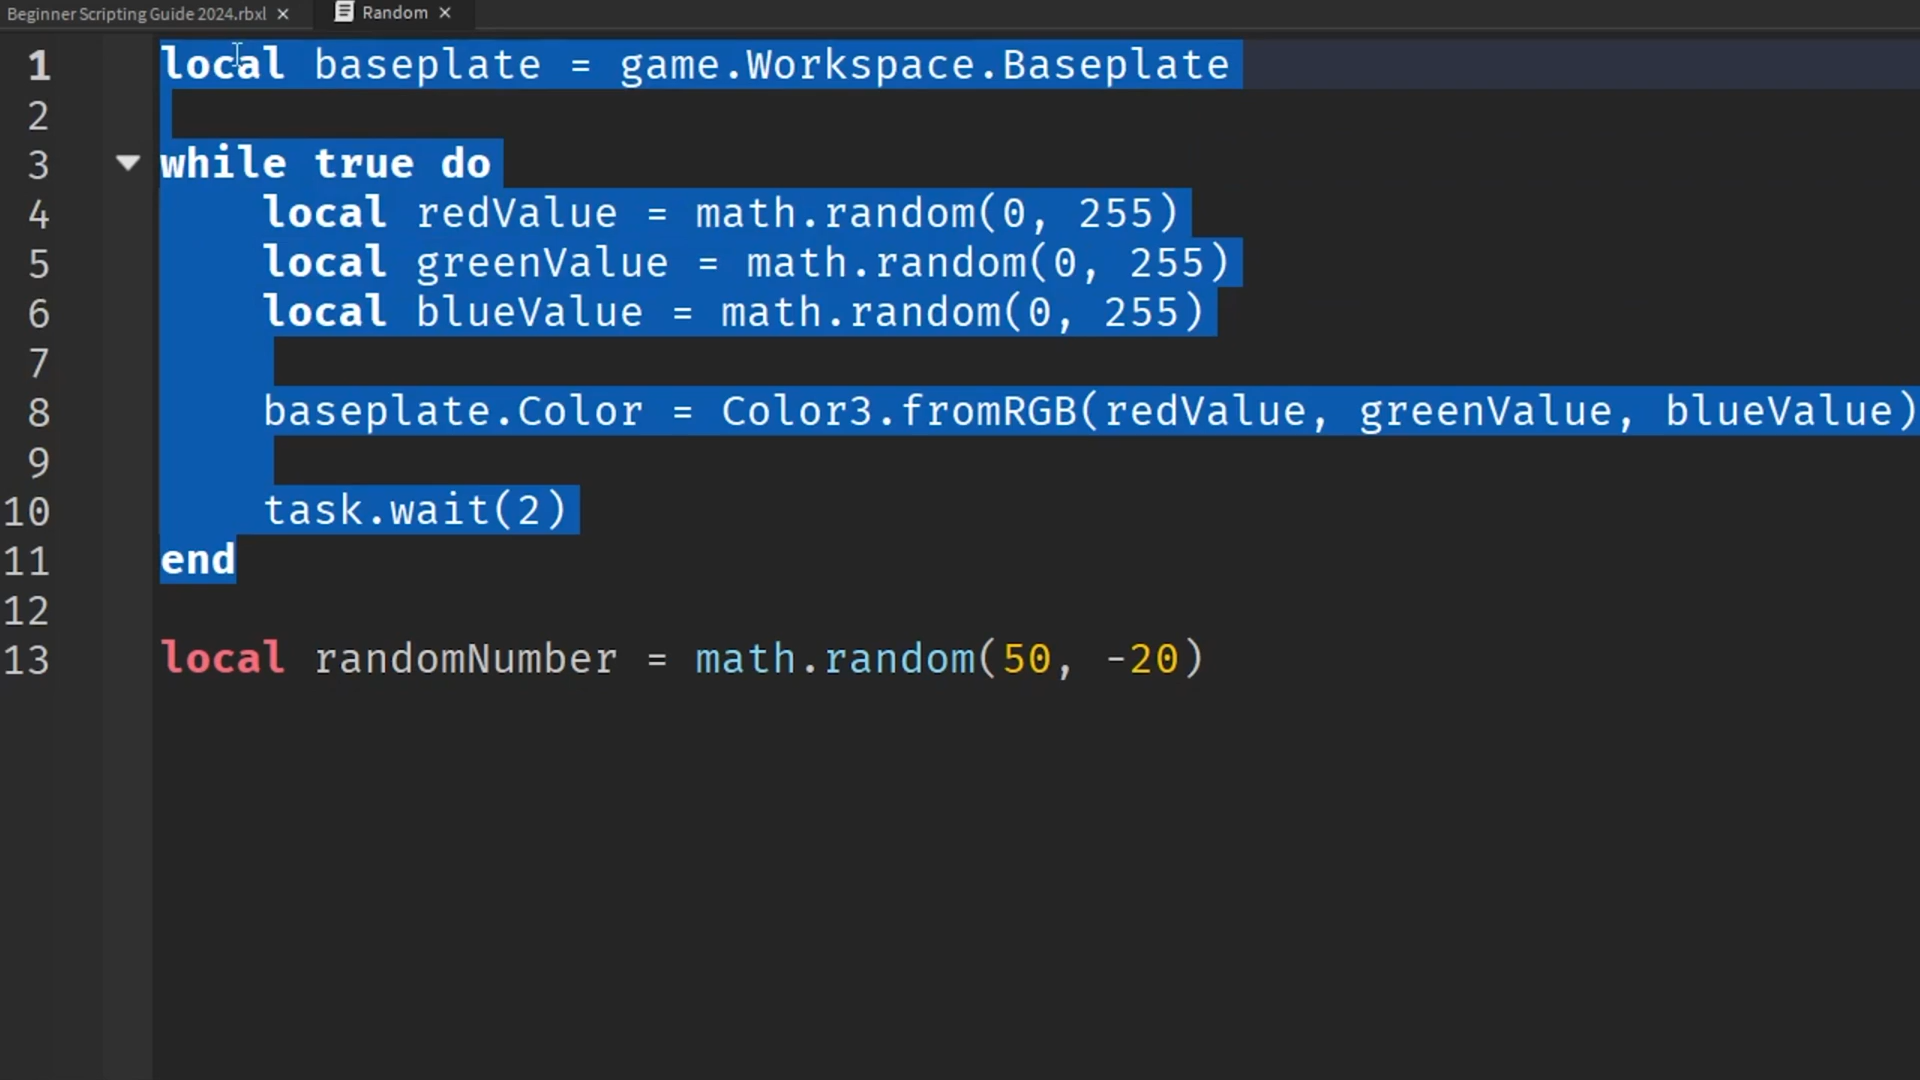 Beginner Scripting Guide 2024.rbxl × Random ×
1 local baseplate = game.Workspace.Baseplate
2
3 while true do
4 local redValue = math.random(0, 255)
5 local greenValue = math.random(0, 255)
6 local blueValue = math.random(0, 255)
7
8 baseplate.Color = Color3.fromRGB(redValue, greenValue, blueValue)
9
10 task.wait(2)
11 end
12
13 local randomNumber = math.random(50, -20)